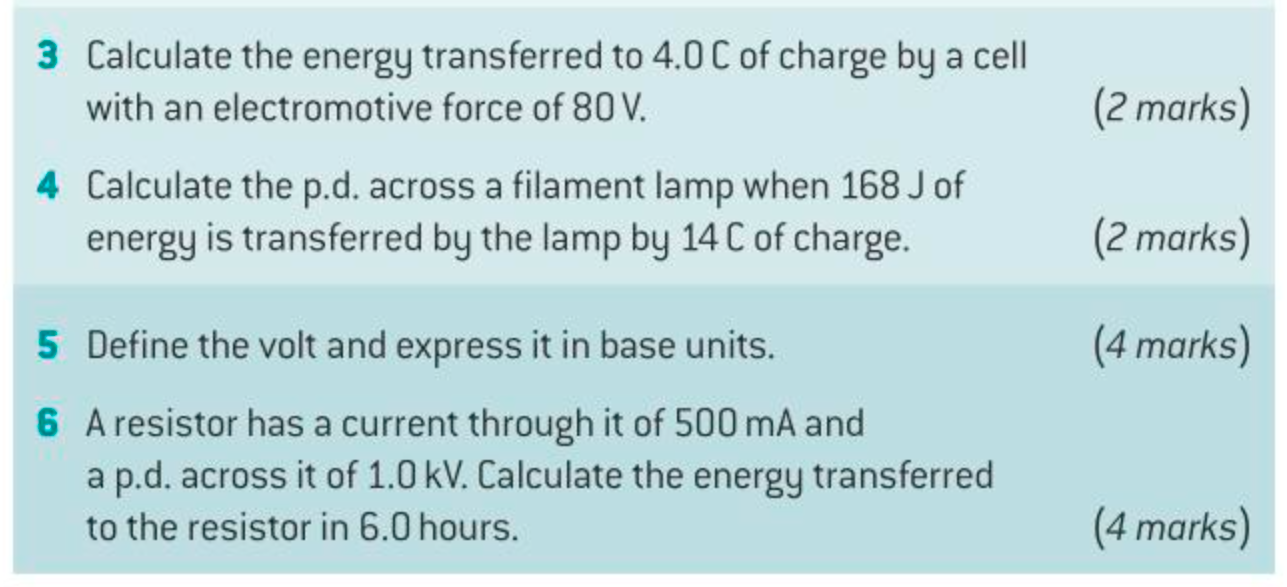 3 Calculate the energy transferred to 4.0 C of charge by a cell
with an electromotive force of 80 V. (2 marks)
4 Calculate the p.d. across a filament lamp when 168 J of
energy is transferred by the lamp by 14 C of charge. (2 marks)
5 Define the volt and express it in base units. (4 marks)
6 A resistor has a current through it of 500 mA and
a p.d. across it of 1.0 kV. Calculate the energy transferred
to the resistor in 6.0 hours. (4 marks)